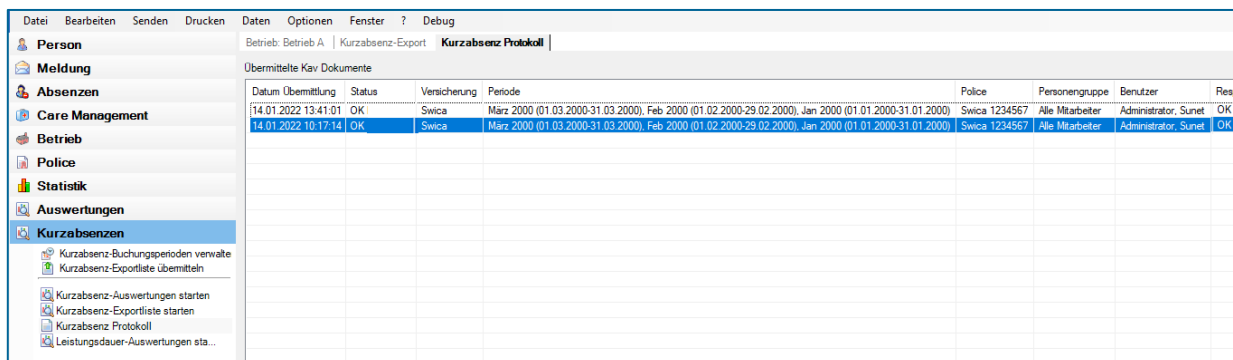 Datei Bearbeiten Senden Drucken Daten Optionen Fenster ? Debug
Person
Meldung
Absenzen
Care Management
Betrieb
Police
Statistik
Auswertungen
Kurzabsenzen
Kurzabsenz-Buchungsperioden verwalte
Kurzabsenz-Exportliste übermitteln
Kurzabsenz-Auswertungen starten
Kurzabsenz-Exportliste starten
Kurzabsenz Protokoll
Leistungsdauer-Auswertungen sta...
Betrieb: Betrieb A Kurzabsenz-Export Kurzabsenz Protokoll
Übermittelte Kav Dokumente
Datum Übermittlung Status Versicherung Periode Police Personengruppe Benutzer Res
14.01.2022 13:41:01 OK Swica März 2000 (01.03.2000-31.03.2000), Feb 2000 (01.02.2000-29.02.2000), Jan 2000 (01.01.2000-31.01.2000) Swica 1234567 Alle Mitarbeiter Administrator, Sunet OK
14.01.2022 10:17:14 OK Swica März 2000 (01.03.2000-31.03.2000), Feb 2000 (01.02.2000-29.02.2000), Jan 2000 (01.01.2000-31.01.2000) Swica 1234567 Alle Mitarbeiter Administrator, Sunet OK